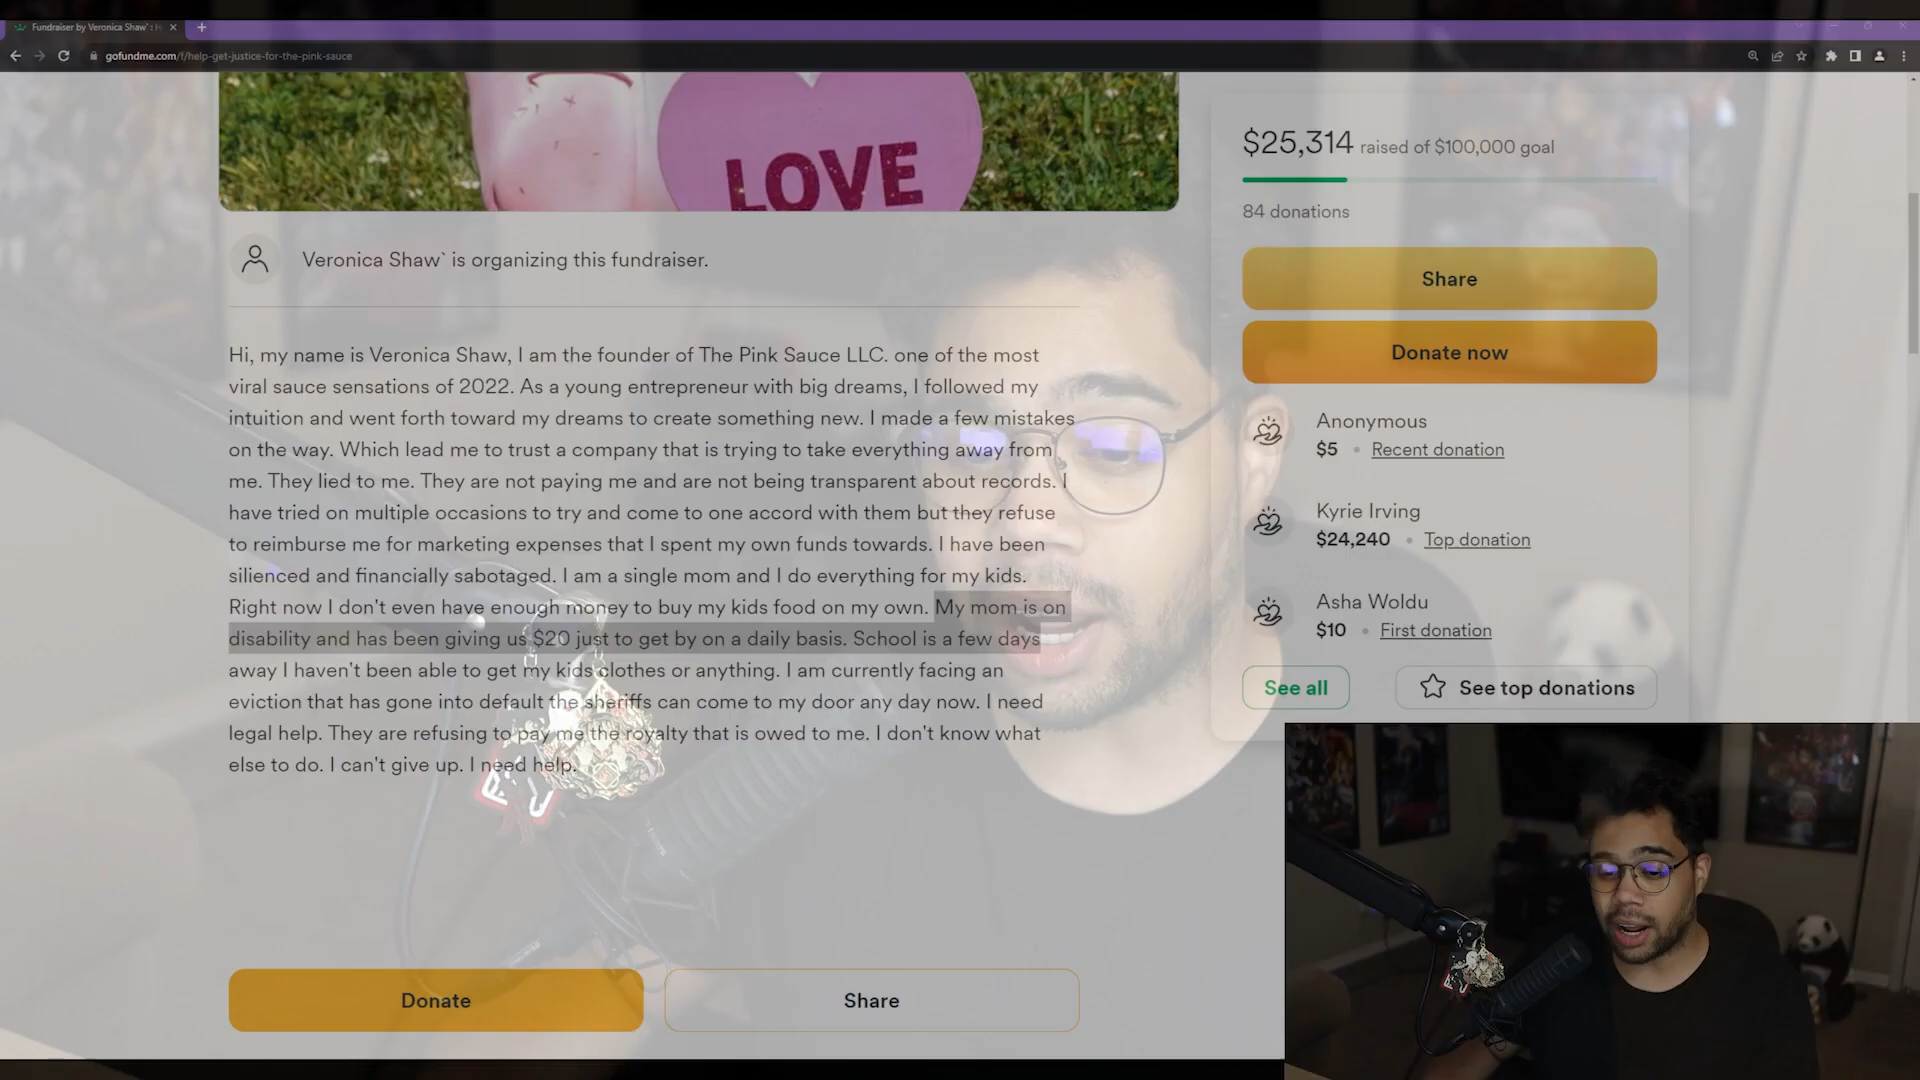 Fundraiser by Veronica Shaw` : H
gofundme.com/f/help-get-justice-for-the-pink-sauce
LOVE
Veronica Shaw` is organizing this fundraiser.
Hi, my name is Veronica Shaw, I am the founder of The Pink Sauce LLC. one of the most
viral sauce sensations of 2022. As a young entrepreneur with big dreams, I followed my
intuition and went forth toward my dreams to create something new. I made a few mistakes
on the way. Which lead me to trust a company that is trying to take everything away from
me. They lied to me. They are not paying me and are not being transparent about records. I
have tried on multiple occasions to try and come to one accord with them but they refuse
to reimburse me for marketing expenses that I spent my own funds towards. I have been
silienced and financially sabotaged. I am a single mom and I do everything for my kids.
Right now I don't even have enough money to buy my kids food on my own. My mom is on
disability and has been giving us $20 just to get by on a daily basis. School is a few days
away I haven't been able to get my kids clothes or anything. I am currently facing an
eviction that has gone into default the sheriffs can come to my door any day now. I need
legal help. They are refusing to pay me the royalty that is owed to me. I don't know what
else to do. I can't give up. I need help.
Donate
Share
$25,314 raised of $100,000 goal
84 donations
Share
Donate now
Anonymous
$5 • Recent donation
Kyrie Irving
$24,240 • Top donation
Asha Woldu
$10 • First donation
See all
See top donations